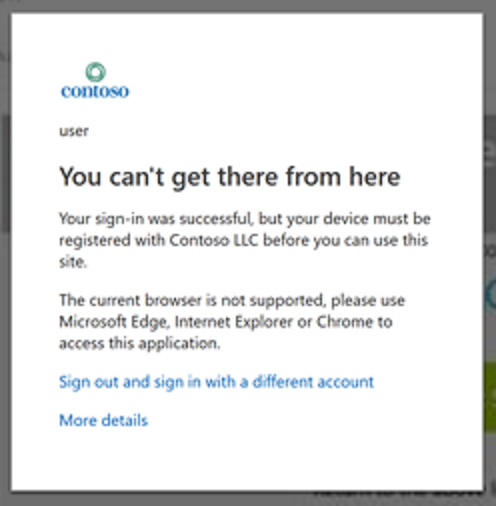 contoso
user
You can't get there from here
Your sign-in was successful, but your device must be
registered with Contoso LLC before you can use this
site.
The current browser is not supported, please use
Microsoft Edge, Internet Explorer or Chrome to
access this application.
Sign out and sign in with a different account
More details